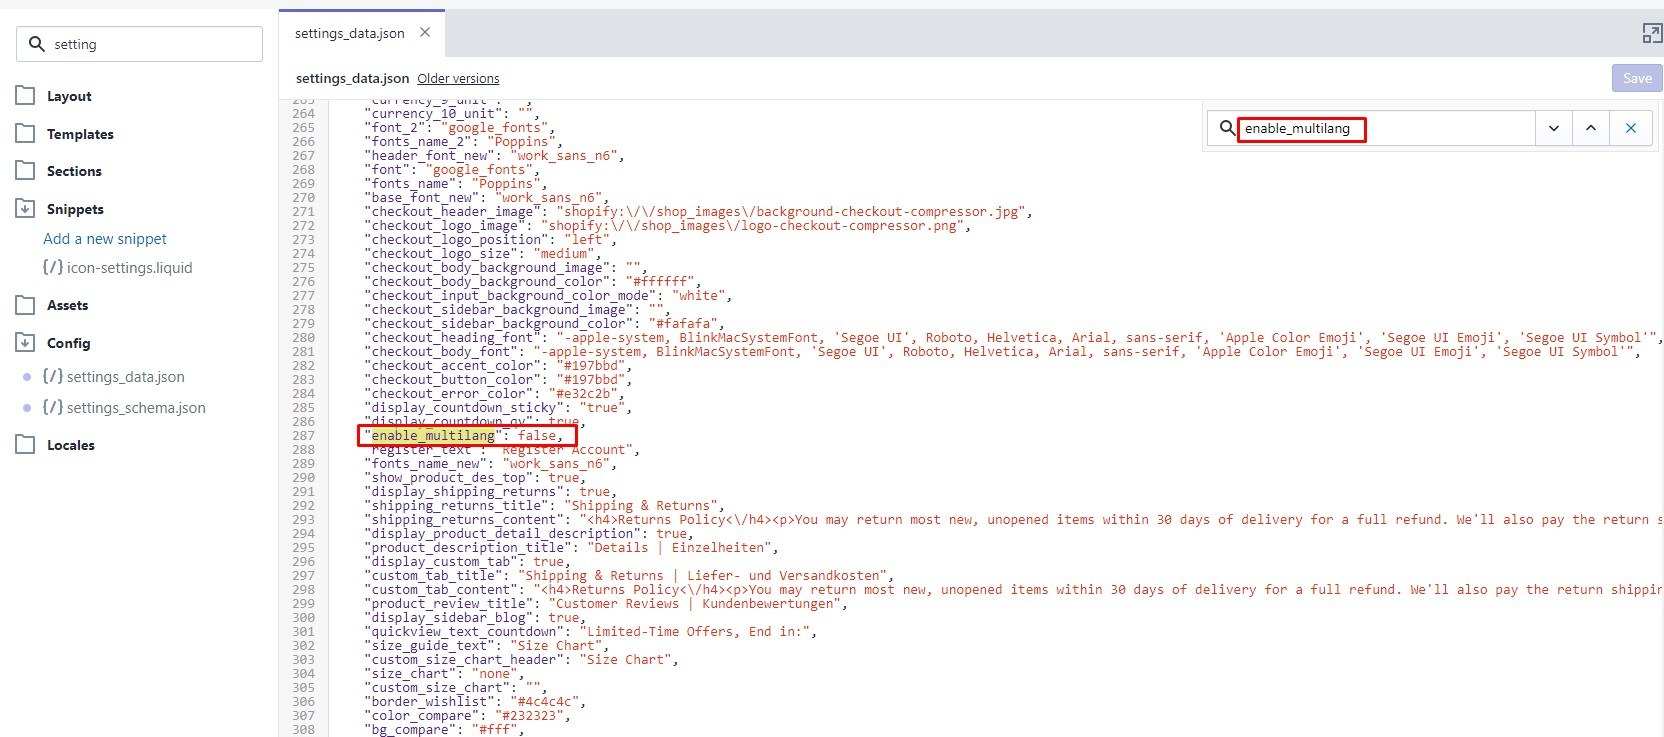 setting
Layout
Templates
Sections
Snippets
Add a new snippet
{/} icon-settings.liquid
Assets
Config
{/} settings_data.json
{/} settings_schema.json
Locales
settings_data.json ×
settings_data.json Older versions
Save
enable_multilang
263 "currency_9_unit": "",
264 "currency_10_unit": "",
265 "font_2": "google_fonts",
266 "fonts_name_2": "Poppins",
267 "header_font_new": "work_sans_n6",
268 "font": "google_fonts",
269 "fonts_name": "Poppins",
270 "base_font_new": "work_sans_n6",
271 "checkout_header_image": "shopify:\/\/shop_images\/background-checkout-compressor.jpg",
272 "checkout_logo_image": "shopify:\/\/shop_images\/logo-checkout-compressor.png",
273 "checkout_logo_position": "left",
274 "checkout_logo_size": "medium",
275 "checkout_body_background_image": "",
276 "checkout_body_background_color": "#ffffff",
277 "checkout_input_background_color_mode": "white",
278 "checkout_sidebar_background_image": "",
279 "checkout_sidebar_background_color": "#fafafa",
280 "checkout_heading_font": "-apple-system, BlinkMacSystemFont, 'Segoe UI', Roboto, Helvetica, Arial, sans-serif, 'Apple Color Emoji', 'Segoe UI Emoji', 'Segoe UI Symbol'",
281 "checkout_body_font": "-apple-system, BlinkMacSystemFont, 'Segoe UI', Roboto, Helvetica, Arial, sans-serif, 'Apple Color Emoji', 'Segoe UI Emoji', 'Segoe UI Symbol'",
282 "checkout_accent_color": "#197bbd",
283 "checkout_button_color": "#197bbd",
284 "checkout_error_color": "#e32c2b",
285 "display_countdown_sticky": "true",
286 "display_countdown_qv": true,
287 "enable_multilang": false,
288 "register_text": "Register Account",
289 "fonts_name_new": "work_sans_n6",
290 "show_product_des_top": true,
291 "display_shipping_returns": true,
292 "shipping_returns_title": "Shipping & Returns",
293 "shipping_returns_content": "<h4>Returns Policy<\/h4><p>You may return most new, unopened items within 30 days of delivery for a full refund. We'll also pay the return s
294 "display_product_detail_description": true,
295 "product_description_title": "Details | Einzelheiten",
296 "display_custom_tab": true,
297 "custom_tab_title": "Shipping & Returns | Liefer- und Versandkosten",
298 "custom_tab_content": "<h4>Returns Policy<\/h4><p>You may return most new, unopened items within 30 days of delivery for a full refund. We'll also pay the return shippin
299 "product_review_title": "Customer Reviews | Kundenbewertungen",
300 "display_sidebar_blog": true,
301 "quickview_text_countdown": "Limited-Time Offers, End in:",
302 "size_guide_text": "Size Chart",
303 "custom_size_chart_header": "Size Chart",
304 "size_chart": "none",
305 "custom_size_chart": "",
306 "border_wishlist": "#4c4c4c",
307 "color_compare": "#232323",
308 "bg_compare": "#fff",